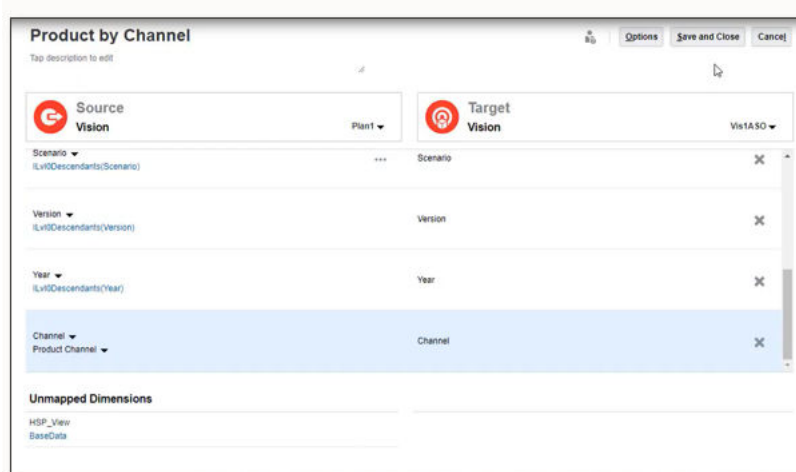 Product by Channel
Options
Save and Close
Cancel
Tap description to edit
Source
Vision
Plan1
Target
Vision
Vis1ASO
Scenario
ILvl0Descendants(Scenario)
...
Scenario
Version
ILvl0Descendants(Version)
Version
Year
ILvl0Descendants(Year)
Year
Channel
Product Channel
Channel
Unmapped Dimensions
HSP_View
BaseData